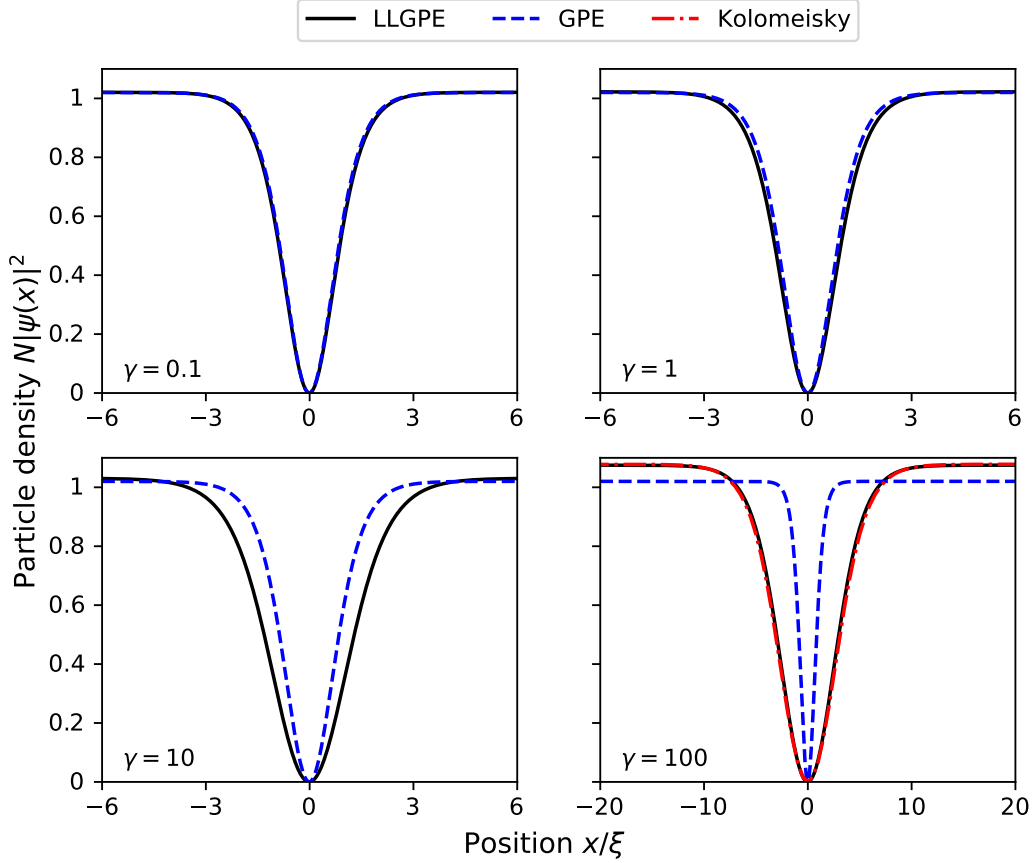 LLGPE GPE Kolomeisky
Particle density N|ψ(x)|²
1
0.8
0.6
0.4
0.2
0
γ = 0.1
−6 −3 0 3 6
γ = 1
−6 −3 0 3 6
1
0.8
0.6
0.4
0.2
0
γ = 10
−6 −3 0 3 6
γ = 100
−20 −10 0 10 20
Position x/ξ